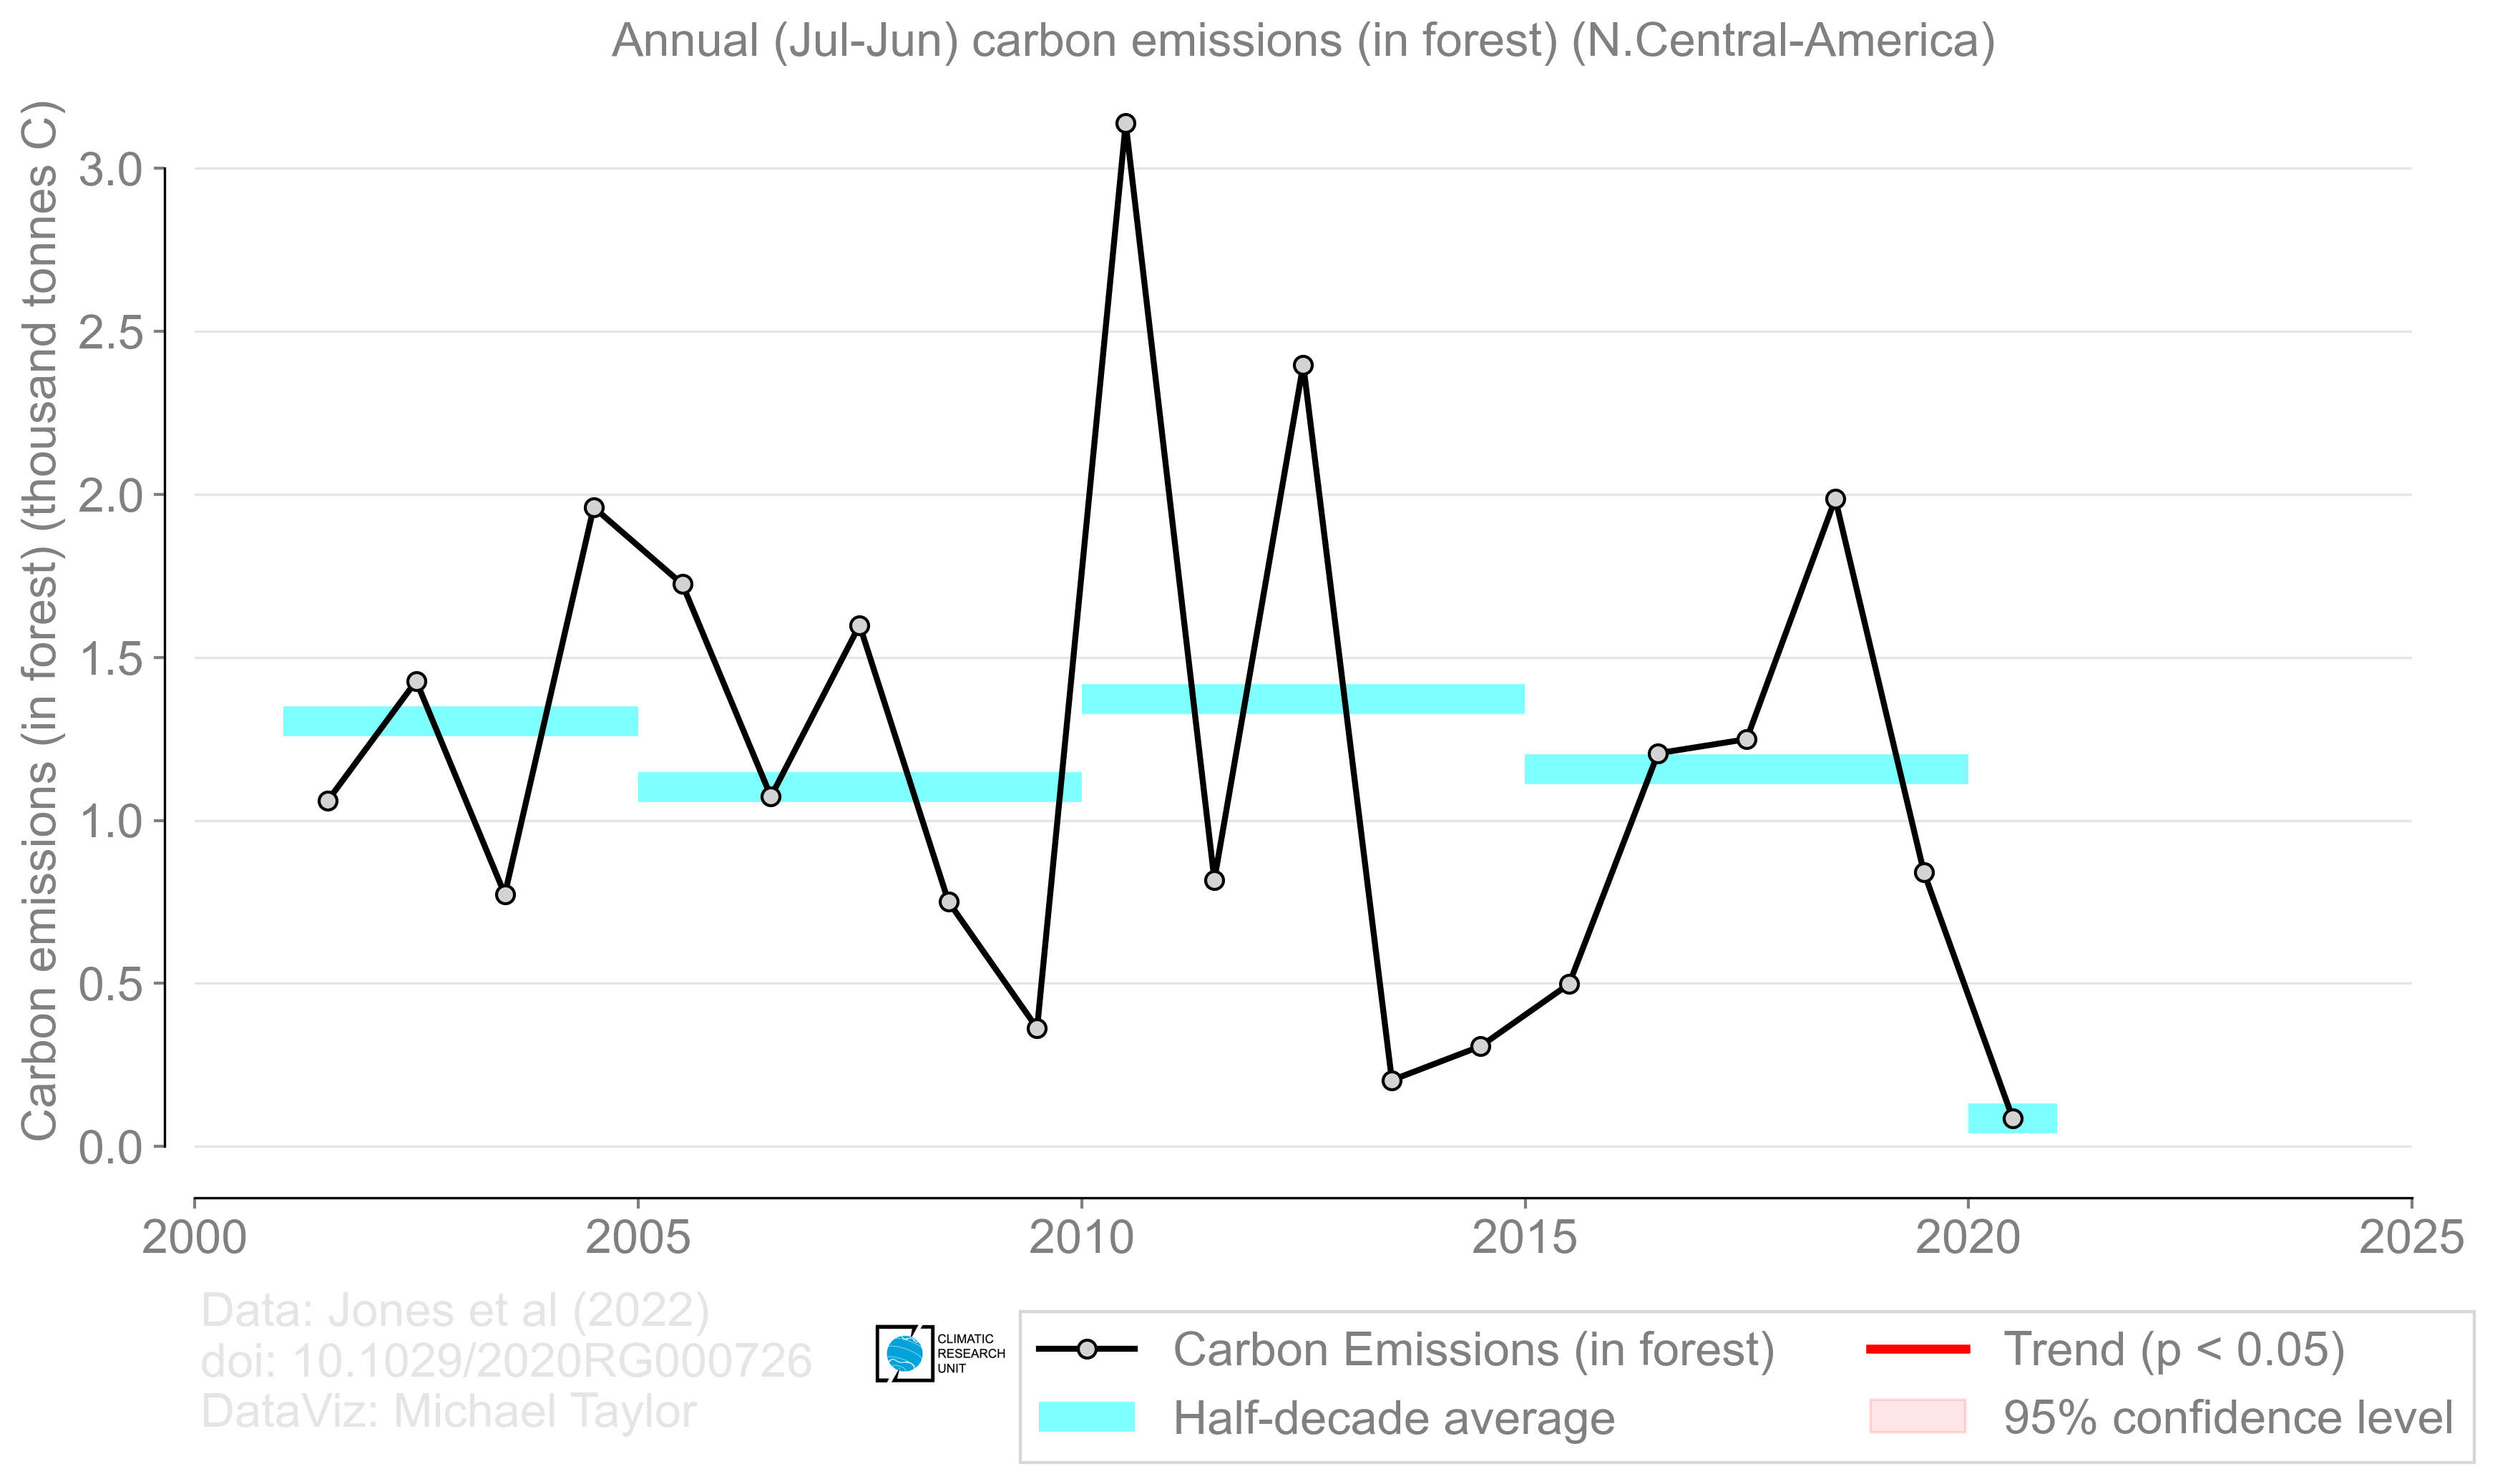 Annual (Jul-Jun) carbon emissions (in forest) (N.Central-America)
Carbon emissions (in forest) (thousand tonnes C)
3.0
2.5
2.0
1.5
1.0
0.5
0.0
2000
2005
2010
2015
2020
2025
Data: Jones et al (2022)
doi: 10.1029/2020RG000726
DataViz: Michael Taylor
CLIMATIC
RESEARCH
UNIT
Carbon Emissions (in forest)
Half-decade average
Trend (p < 0.05)
95% confidence level